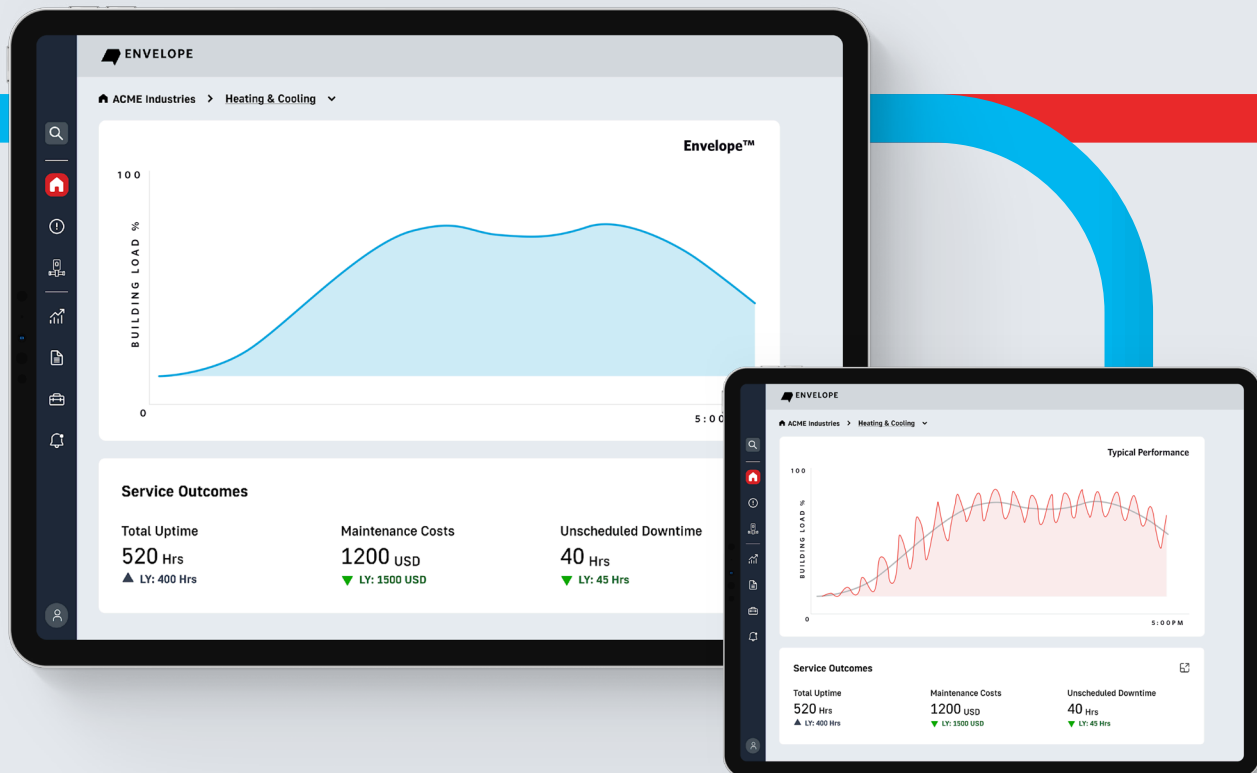 ENVELOPE
ACME Industries > Heating & Cooling
Envelope™
100
BUILDING LOAD %
0
5:00
Service Outcomes
Total Uptime
520 Hrs
LY: 400 Hrs
Maintenance Costs
1200 USD
LY: 1500 USD
Unscheduled Downtime
40 Hrs
LY: 45 Hrs
ENVELOPE
ACME Industries > Heating & Cooling
Typical Performance
100
BUILDING LOAD %
0
5:00PM
Service Outcomes
Total Uptime
520 Hrs
LY: 400 Hrs
Maintenance Costs
1200 USD
LY: 1500 USD
Unscheduled Downtime
40 Hrs
LY: 45 Hrs